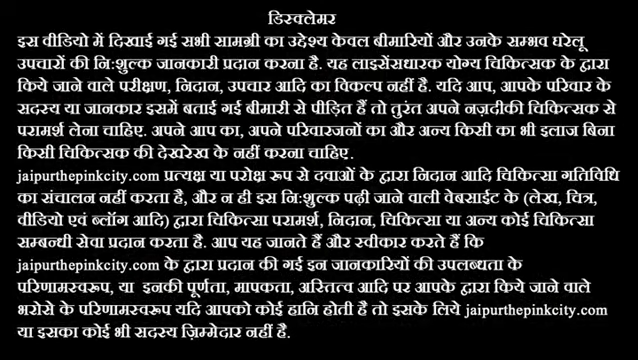 डिस्क्लेमर
इस वीडियो में दिखाई गई सभी सामग्री का उद्देश्य केवल बीमारियों और उनके सम्भव घरेलू
उपचारों की नि:शुल्क जानकारी प्रदान करना है. यह लाइसेंसधारक योग्य चिकित्सक के द्वारा
किये जाने वाले परीक्षण, निदान, उपचार आदि का विकल्प नहीं है. यदि आप, आपके परिवार के
सदस्य या जानकार इसमें बताई गई बीमारी से पीड़ित हैं तो तुरंत अपने नज़दीकी चिकित्सक से
परामर्श लेना चाहिए. अपने आप का, अपने परिवारजनों का और अन्य किसी का भी इलाज बिना
किसी चिकित्सक की देखरेख के नहीं करना चाहिए.
jaipurthepinkcity.com प्रत्यक्ष या परोक्ष रूप से दवाओं के द्वारा निदान आदि चिकित्सा गतिविधि
का संचालन नहीं करता है, और न ही इस नि:शुल्क पढ़ी जाने वाली वेबसाईट के (लेख, चित्र,
वीडियो एवं ब्लॉग आदि) द्वारा चिकित्सा परामर्श, निदान, चिकित्सा या अन्य कोई चिकित्सा
सम्बन्धी सेवा प्रदान करता है. आप यह जानते हैं और स्वीकार करते हैं कि
jaipurthepinkcity.com के द्वारा प्रदान की गई इन जानकारियों की उपलब्धता के
परिणामस्वरूप, या इनकी पूर्णता, मापकता, अस्तित्व आदि पर आपके द्वारा किये जाने वाले
भरोसे के परिणामस्वरूप यदि आपको कोई हानि होती है तो इसके लिये jaipurthepinkcity.com
या इसका कोई भी सदस्य ज़िम्मेदार नहीं है.